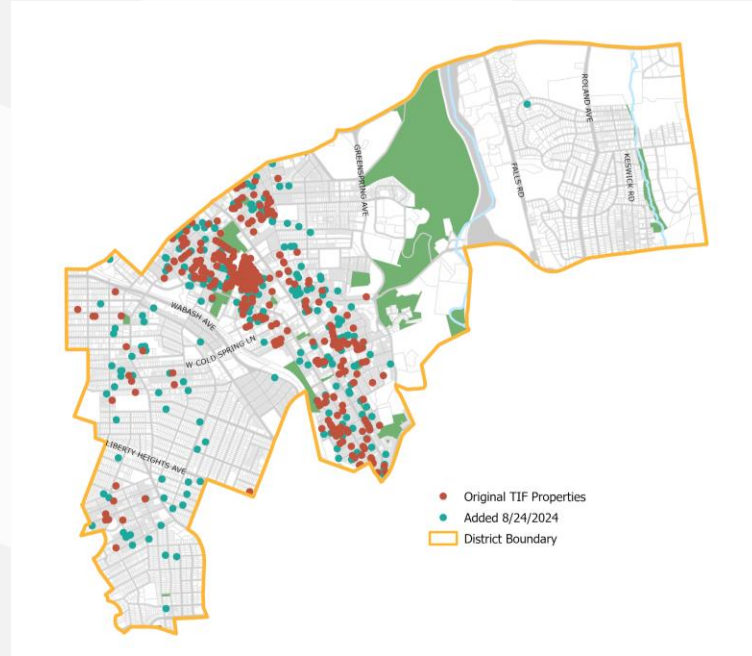 ROLAND AVE
GREENSPRING AVE
FALLS RD
KESWICK RD
WABASH AVE
W COLD SPRING LN
LIBERTY HEIGHTS AVE
Original TIF Properties
Added 8/24/2024
District Boundary